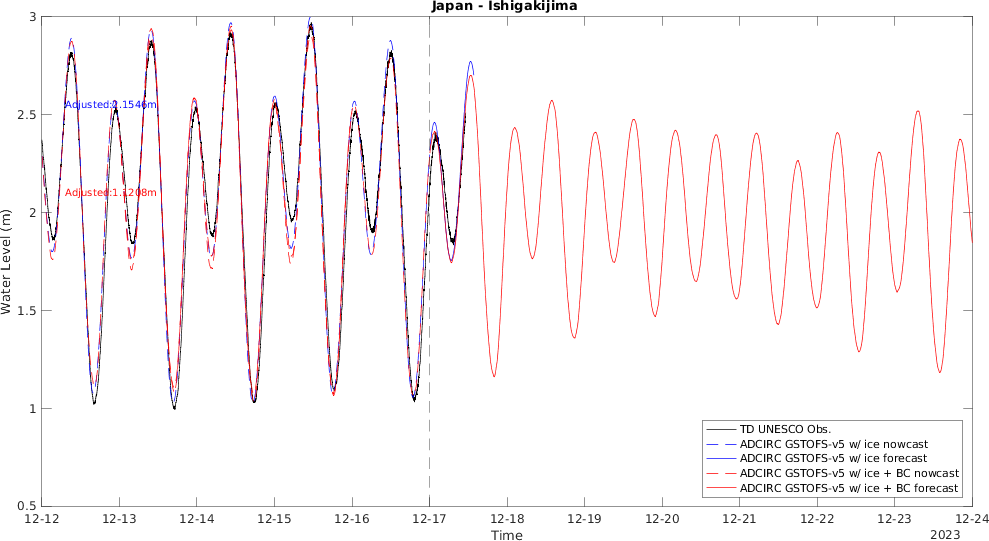 Japan - Ishigakijima
3
2.5
2
1.5
1
0.5
Water Level (m)
Adjusted:1.1208m
12-12
12-13
12-14
12-15
12-16
12-17
12-18
12-19
12-20
12-21
12-22
12-23
12-24
Time
2023
TD UNESCO Obs.
ADCIRC GSTOFS-v5 w/ ice nowcast
ADCIRC GSTOFS-v5 w/ ice forecast
ADCIRC GSTOFS-v5 w/ ice + BC nowcast
ADCIRC GSTOFS-v5 w/ ice + BC forecast